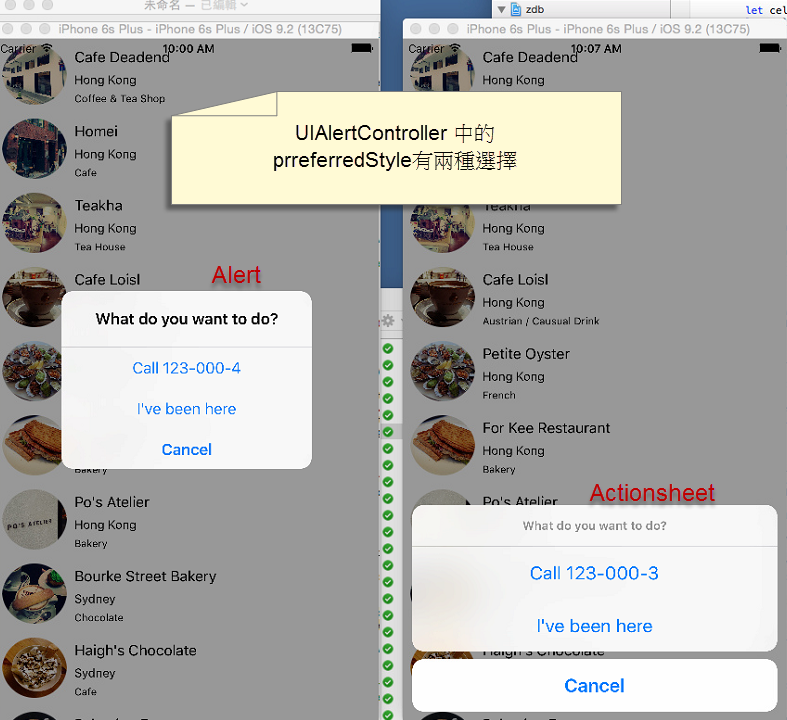 未命名 — 已編輯
zdb
let cel
iPhone 6s Plus - iPhone 6s Plus / iOS 9.2 (13C75)
iPhone 6s Plus - iPhone 6s Plus / iOS 9.2 (13C75)
Carrier
10:00 AM
Cafe Deadend
Hong Kong
Coffee & Tea Shop
Homei
Hong Kong
Cafe
Teakha
Hong Kong
Tea House
Cafe Loisl
Alert
What do you want to do?
Call 123-000-4
I've been here
Cancel
Bakery
Po's Atelier
Hong Kong
Bakery
PO'S ATELIER
Bourke Street Bakery
Sydney
Chocolate
Haigh's Chocolate
Sydney
Cafe
UIAlertController 中的
prreferredStyle有兩種選擇
Carrier
10:07 AM
Cafe Deadend
Hong Kong
Teakha
Hong Kong
Tea House
Cafe Loisl
Hong Kong
Austrian / Causual Drink
Petite Oyster
Hong Kong
French
For Kee Restaurant
Hong Kong
Bakery
Po's Atelier
Actionsheet
What do you want to do?
Call 123-000-3
I've been here
Haigh's Chocolate
Cancel